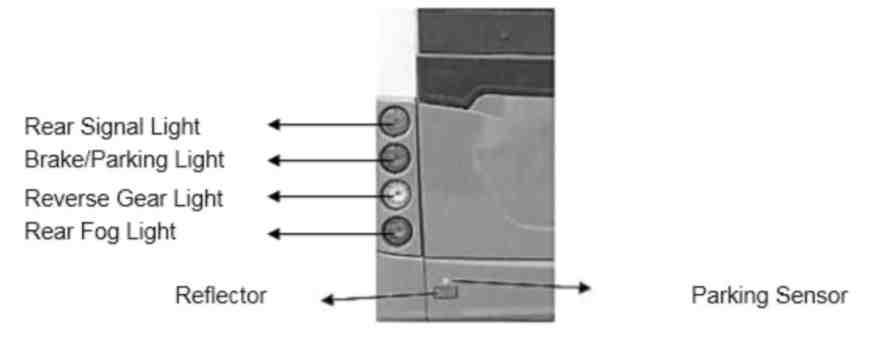 Rear Signal Light
Brake/Parking Light
Reverse Gear Light
Rear Fog Light
Reflector
Parking Sensor